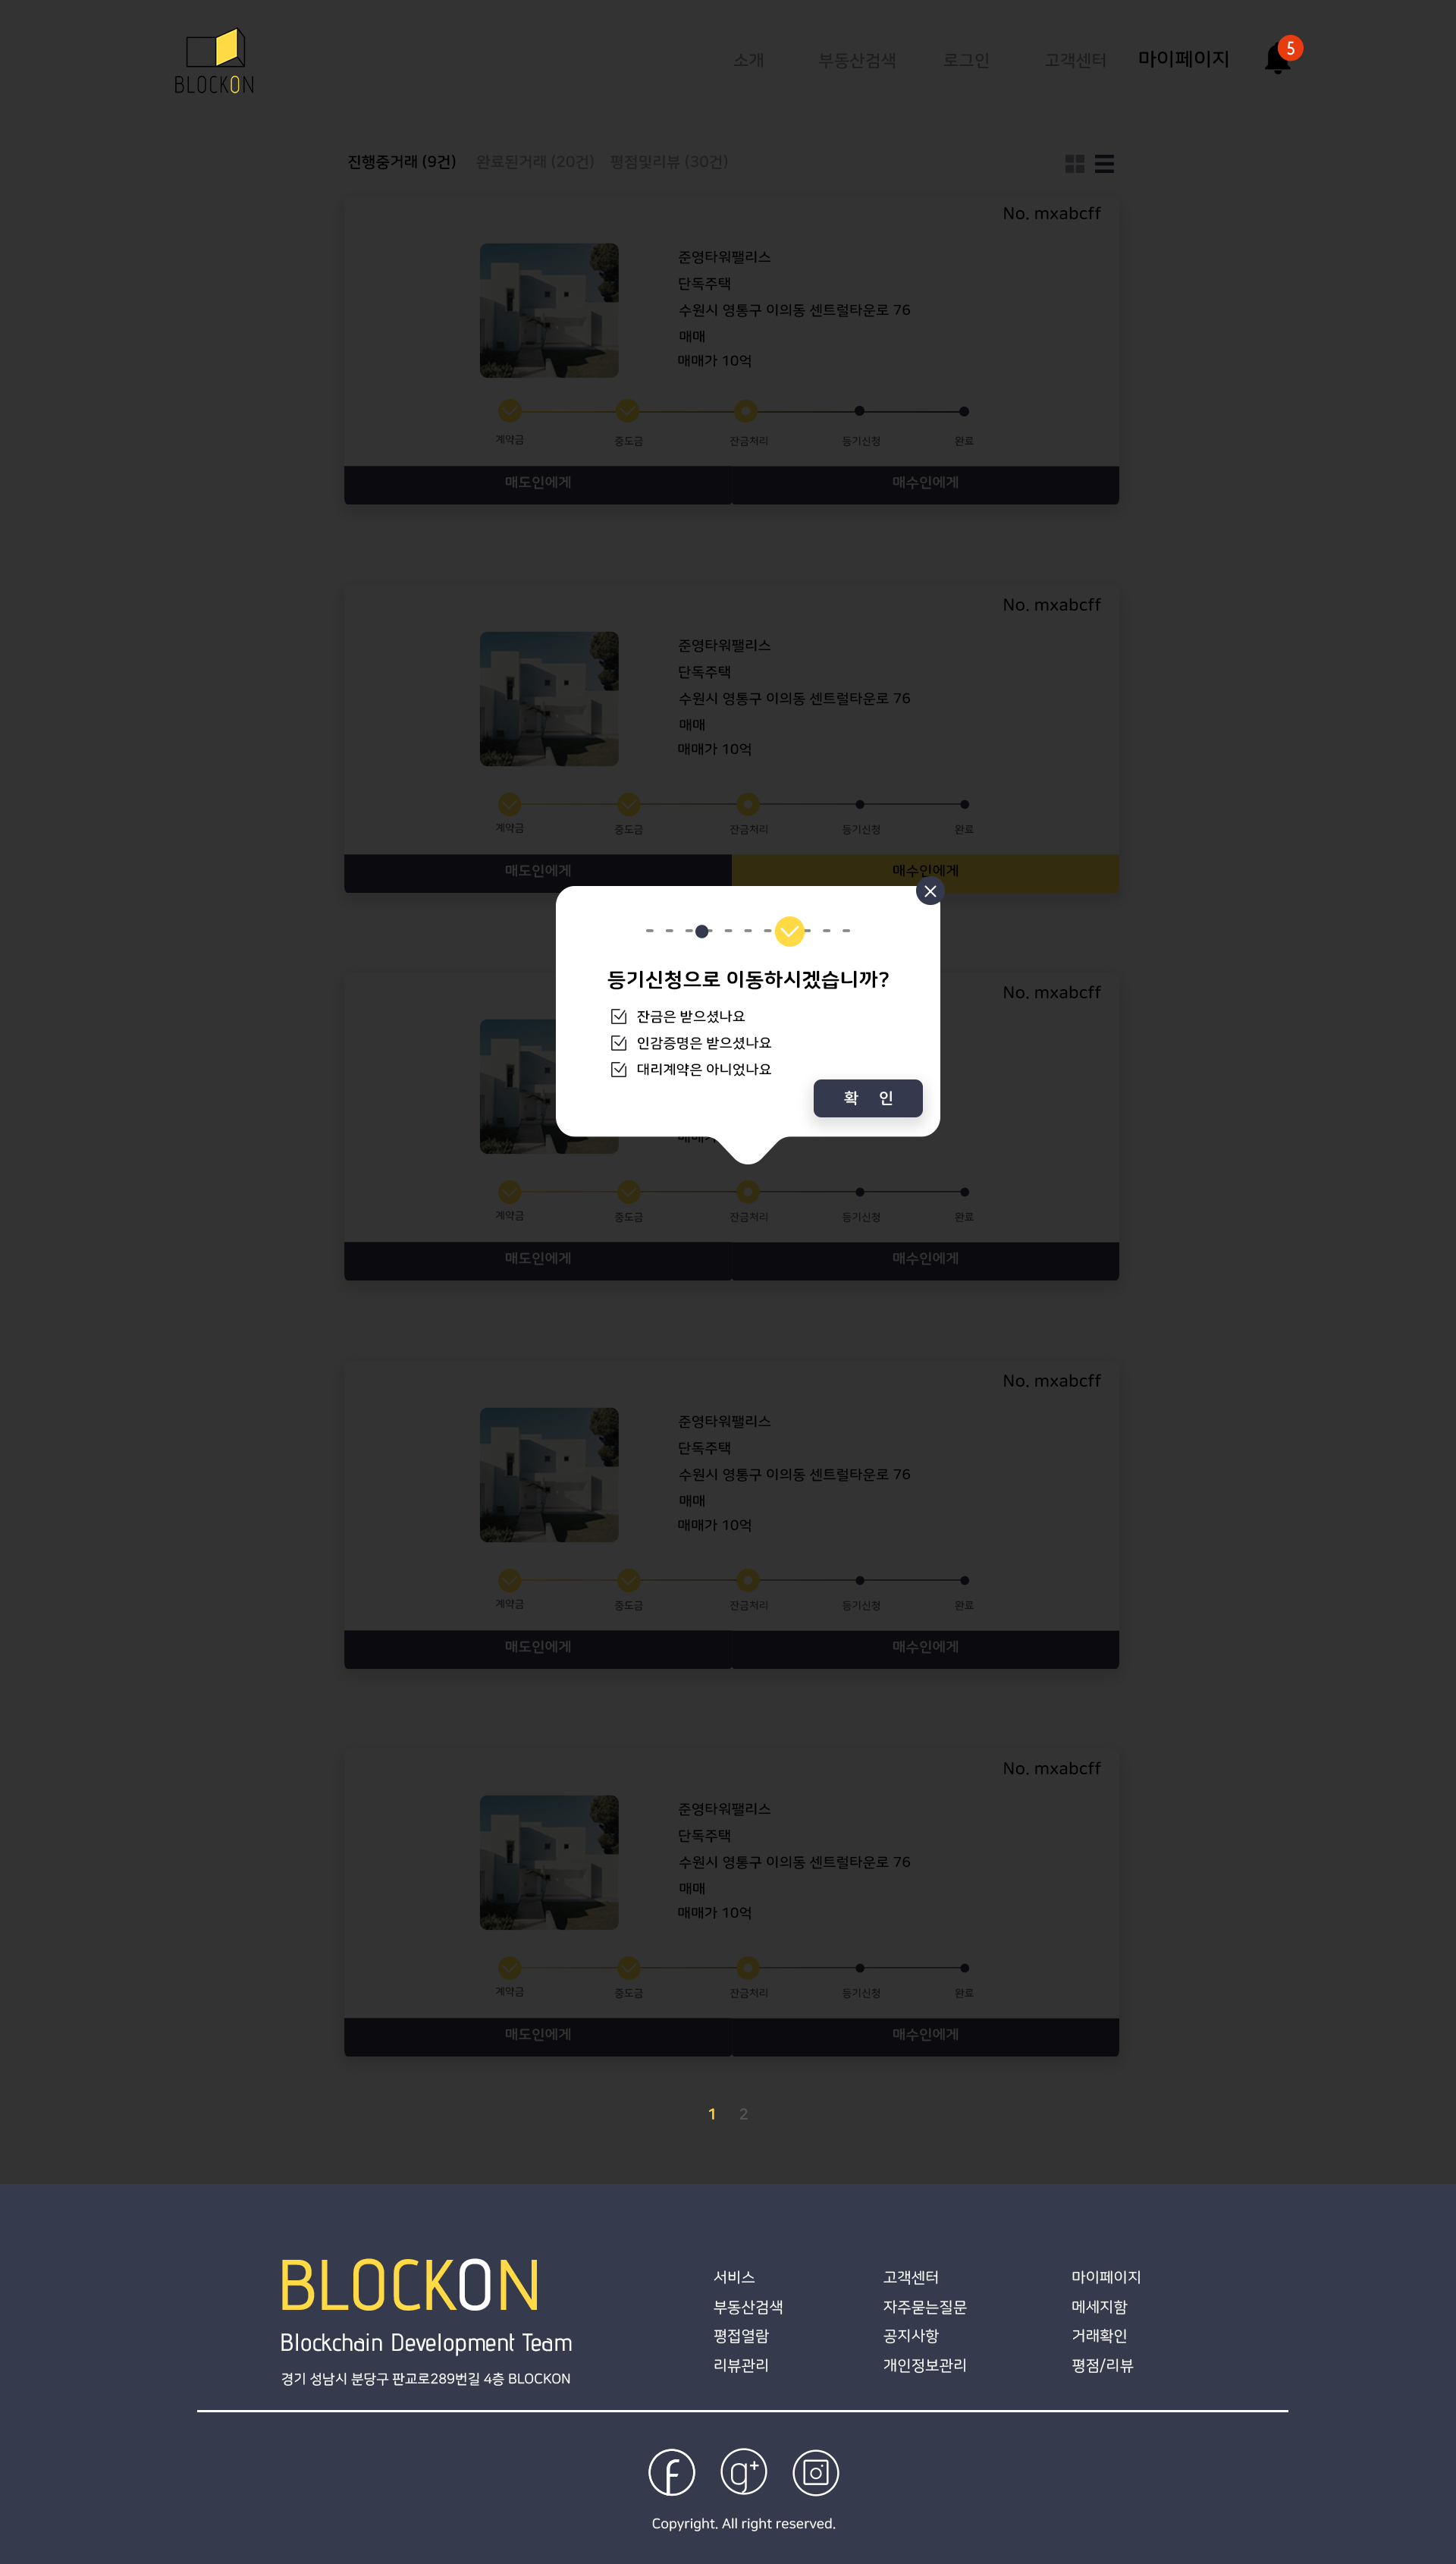 BLOCKON
소개 부동산검색 로그인 고객센터 마이페이지 5
진행중거래 (9건) 완료된거래 (20건) 평점및리뷰 (30건)
No. mxabcff
준영타워팰리스
단독주택
수원시 영통구 이의동 센트럴타운로 76
매매
매매가 10억
계약금 중도금 잔금처리 등기신청 완료
매도인에게 매수인에게
No. mxabcff
준영타워팰리스
단독주택
수원시 영통구 이의동 센트럴타운로 76
매매
매매가 10억
계약금 중도금 잔금처리 등기신청 완료
매도인에게 매수인에게
등기신청으로 이동하시겠습니까?
잔금은 받으셨나요
인감증명은 받으셨나요
대리계약은 아니었나요
확 인
No. mxabcff
계약금 중도금 잔금처리 등기신청 완료
매도인에게 매수인에게
No. mxabcff
준영타워팰리스
단독주택
수원시 영통구 이의동 센트럴타운로 76
매매
매매가 10억
계약금 중도금 잔금처리 등기신청 완료
매도인에게 매수인에게
No. mxabcff
준영타워팰리스
단독주택
수원시 영통구 이의동 센트럴타운로 76
매매
매매가 10억
계약금 중도금 잔금처리 등기신청 완료
매도인에게 매수인에게
1 2
BLOCKON
Blockchain Development Team
경기 성남시 분당구 판교로289번길 4층 BLOCKON
서비스 고객센터 마이페이지
부동산검색 자주묻는질문 메세지함
평접열람 공지사항 거래확인
리뷰관리 개인정보관리 평점/리뷰
f g+
Copyright. All right reserved.